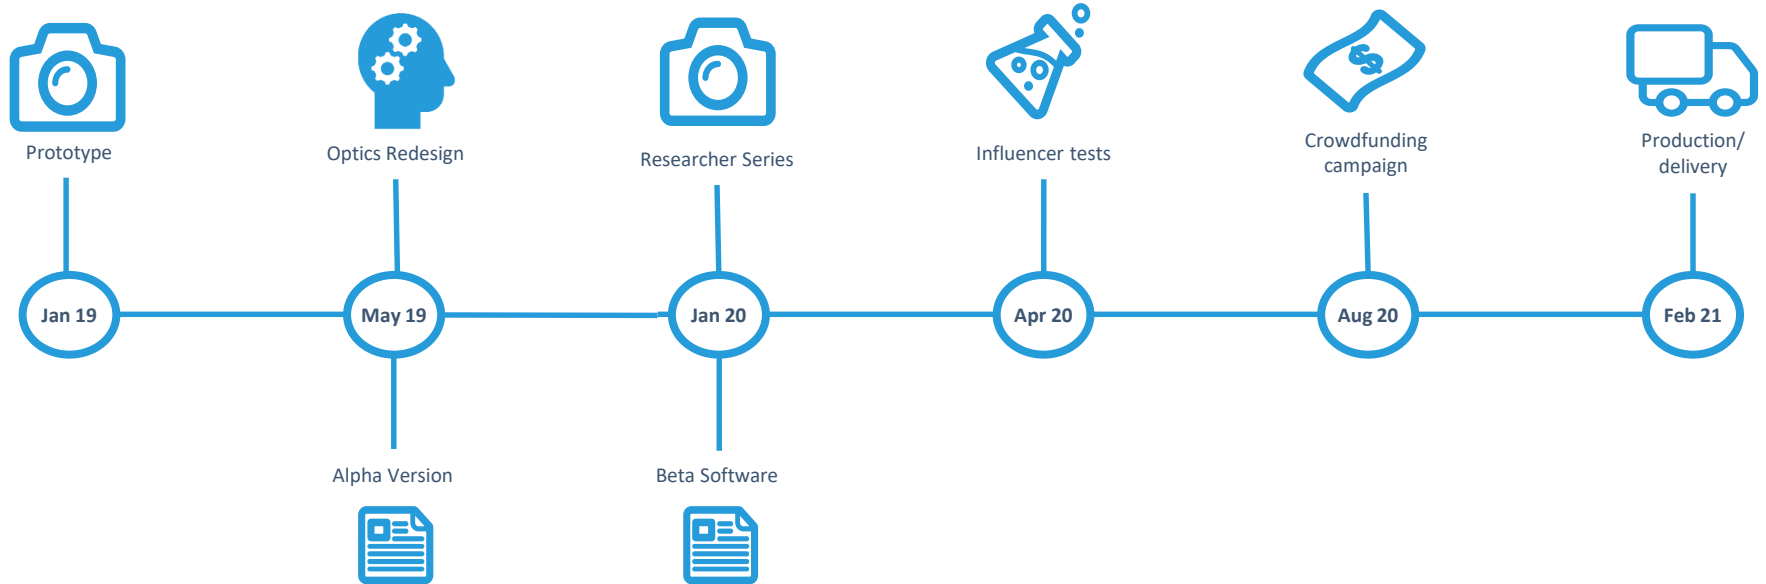 Prototype
Optics Redesign
Researcher Series
Influencer tests
Crowdfunding
campaign
Production/
delivery
$
Jan 19
May 19
Jan 20
Apr 20
Aug 20
Feb 21
Alpha Version
Beta Software